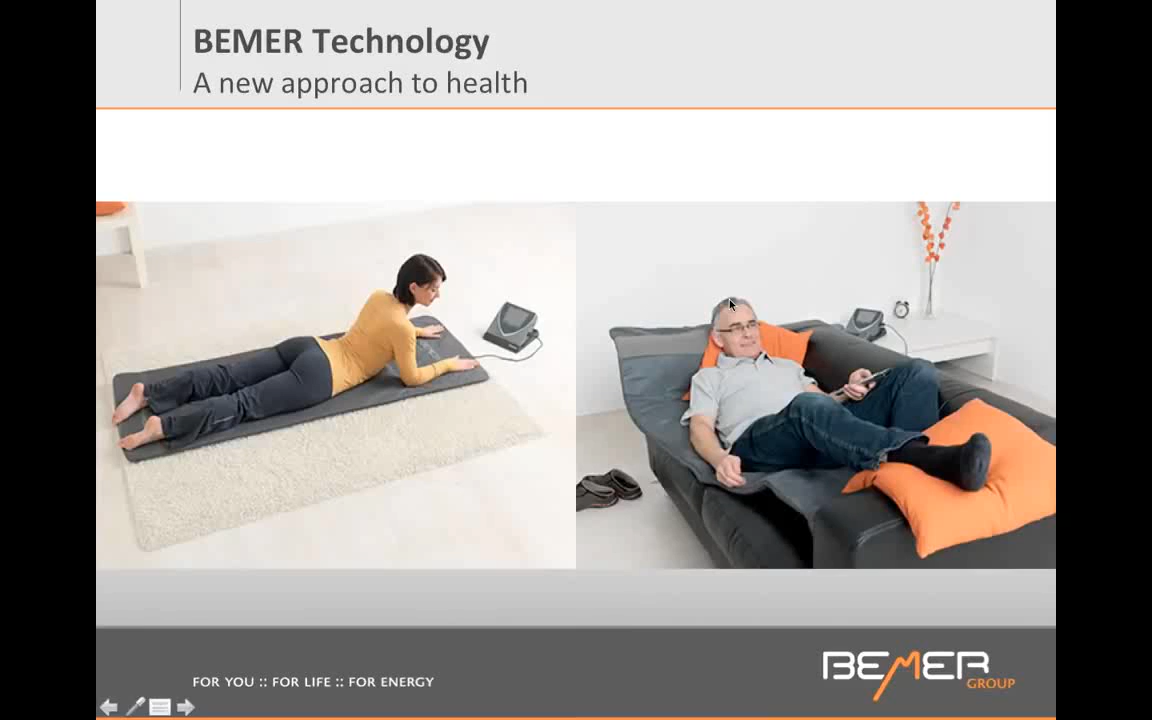 BEMER Technology
A new approach to health
FOR YOU :: FOR LIFE :: FOR ENERGY
BEMER
GROUP